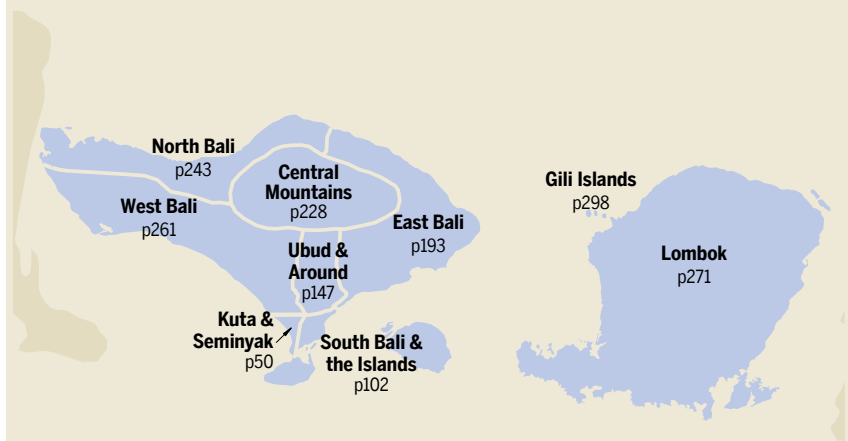 North Bali
p243
Central
Mountains
p228
West Bali
p261
East Bali
p193
Ubud &
Around
p147
Kuta &
Seminyak
p50
South Bali &
the Islands
p102
Gili Islands
p298
Lombok
p271